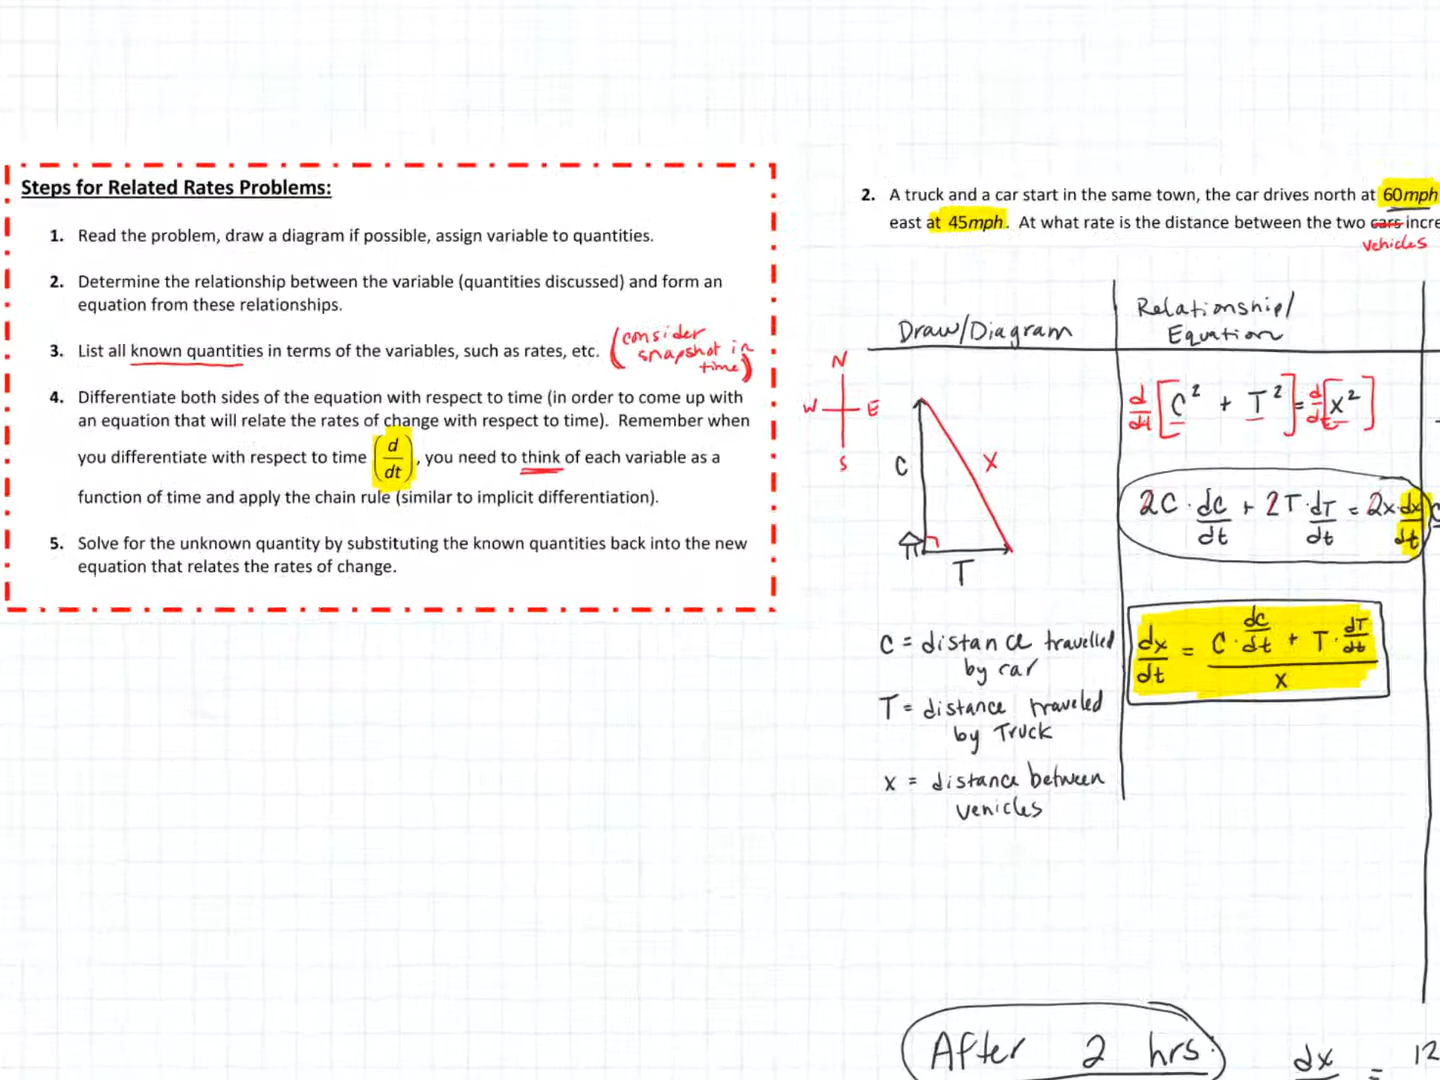 Steps for Related Rates Problems:
1. Read the problem, draw a diagram if possible, assign variable to quantities.
2. Determine the relationship between the variable (quantities discussed) and form an
equation from these relationships.
3. List all known quantities in terms of the variables, such as rates, etc. (consider
snapshot in
time)
4. Differentiate both sides of the equation with respect to time (in order to come up with
an equation that will relate the rates of change with respect to time). Remember when
you differentiate with respect to time (d/dt), you need to think of each variable as a
function of time and apply the chain rule (similar to implicit differentiation).
5. Solve for the unknown quantity by substituting the known quantities back into the new
equation that relates the rates of change.
2. A truck and a car start in the same town, the car drives north at 60mph
east at 45mph. At what rate is the distance between the two cars incre
vehicles
Draw/Diagram
N
W E
S
C
X
T
C = distance travelled
by car
T = distance traveled
by Truck
x = distance between
vehicles
Relationship/
Equation
d/dt[C² + T²] = d/dt[x²]
2C · dC/dt + 2T · dT/dt = 2x · dx/dt
dx/dt = (C · dC/dt + T · dT/dt)/x
After 2 hrs. dx = 12